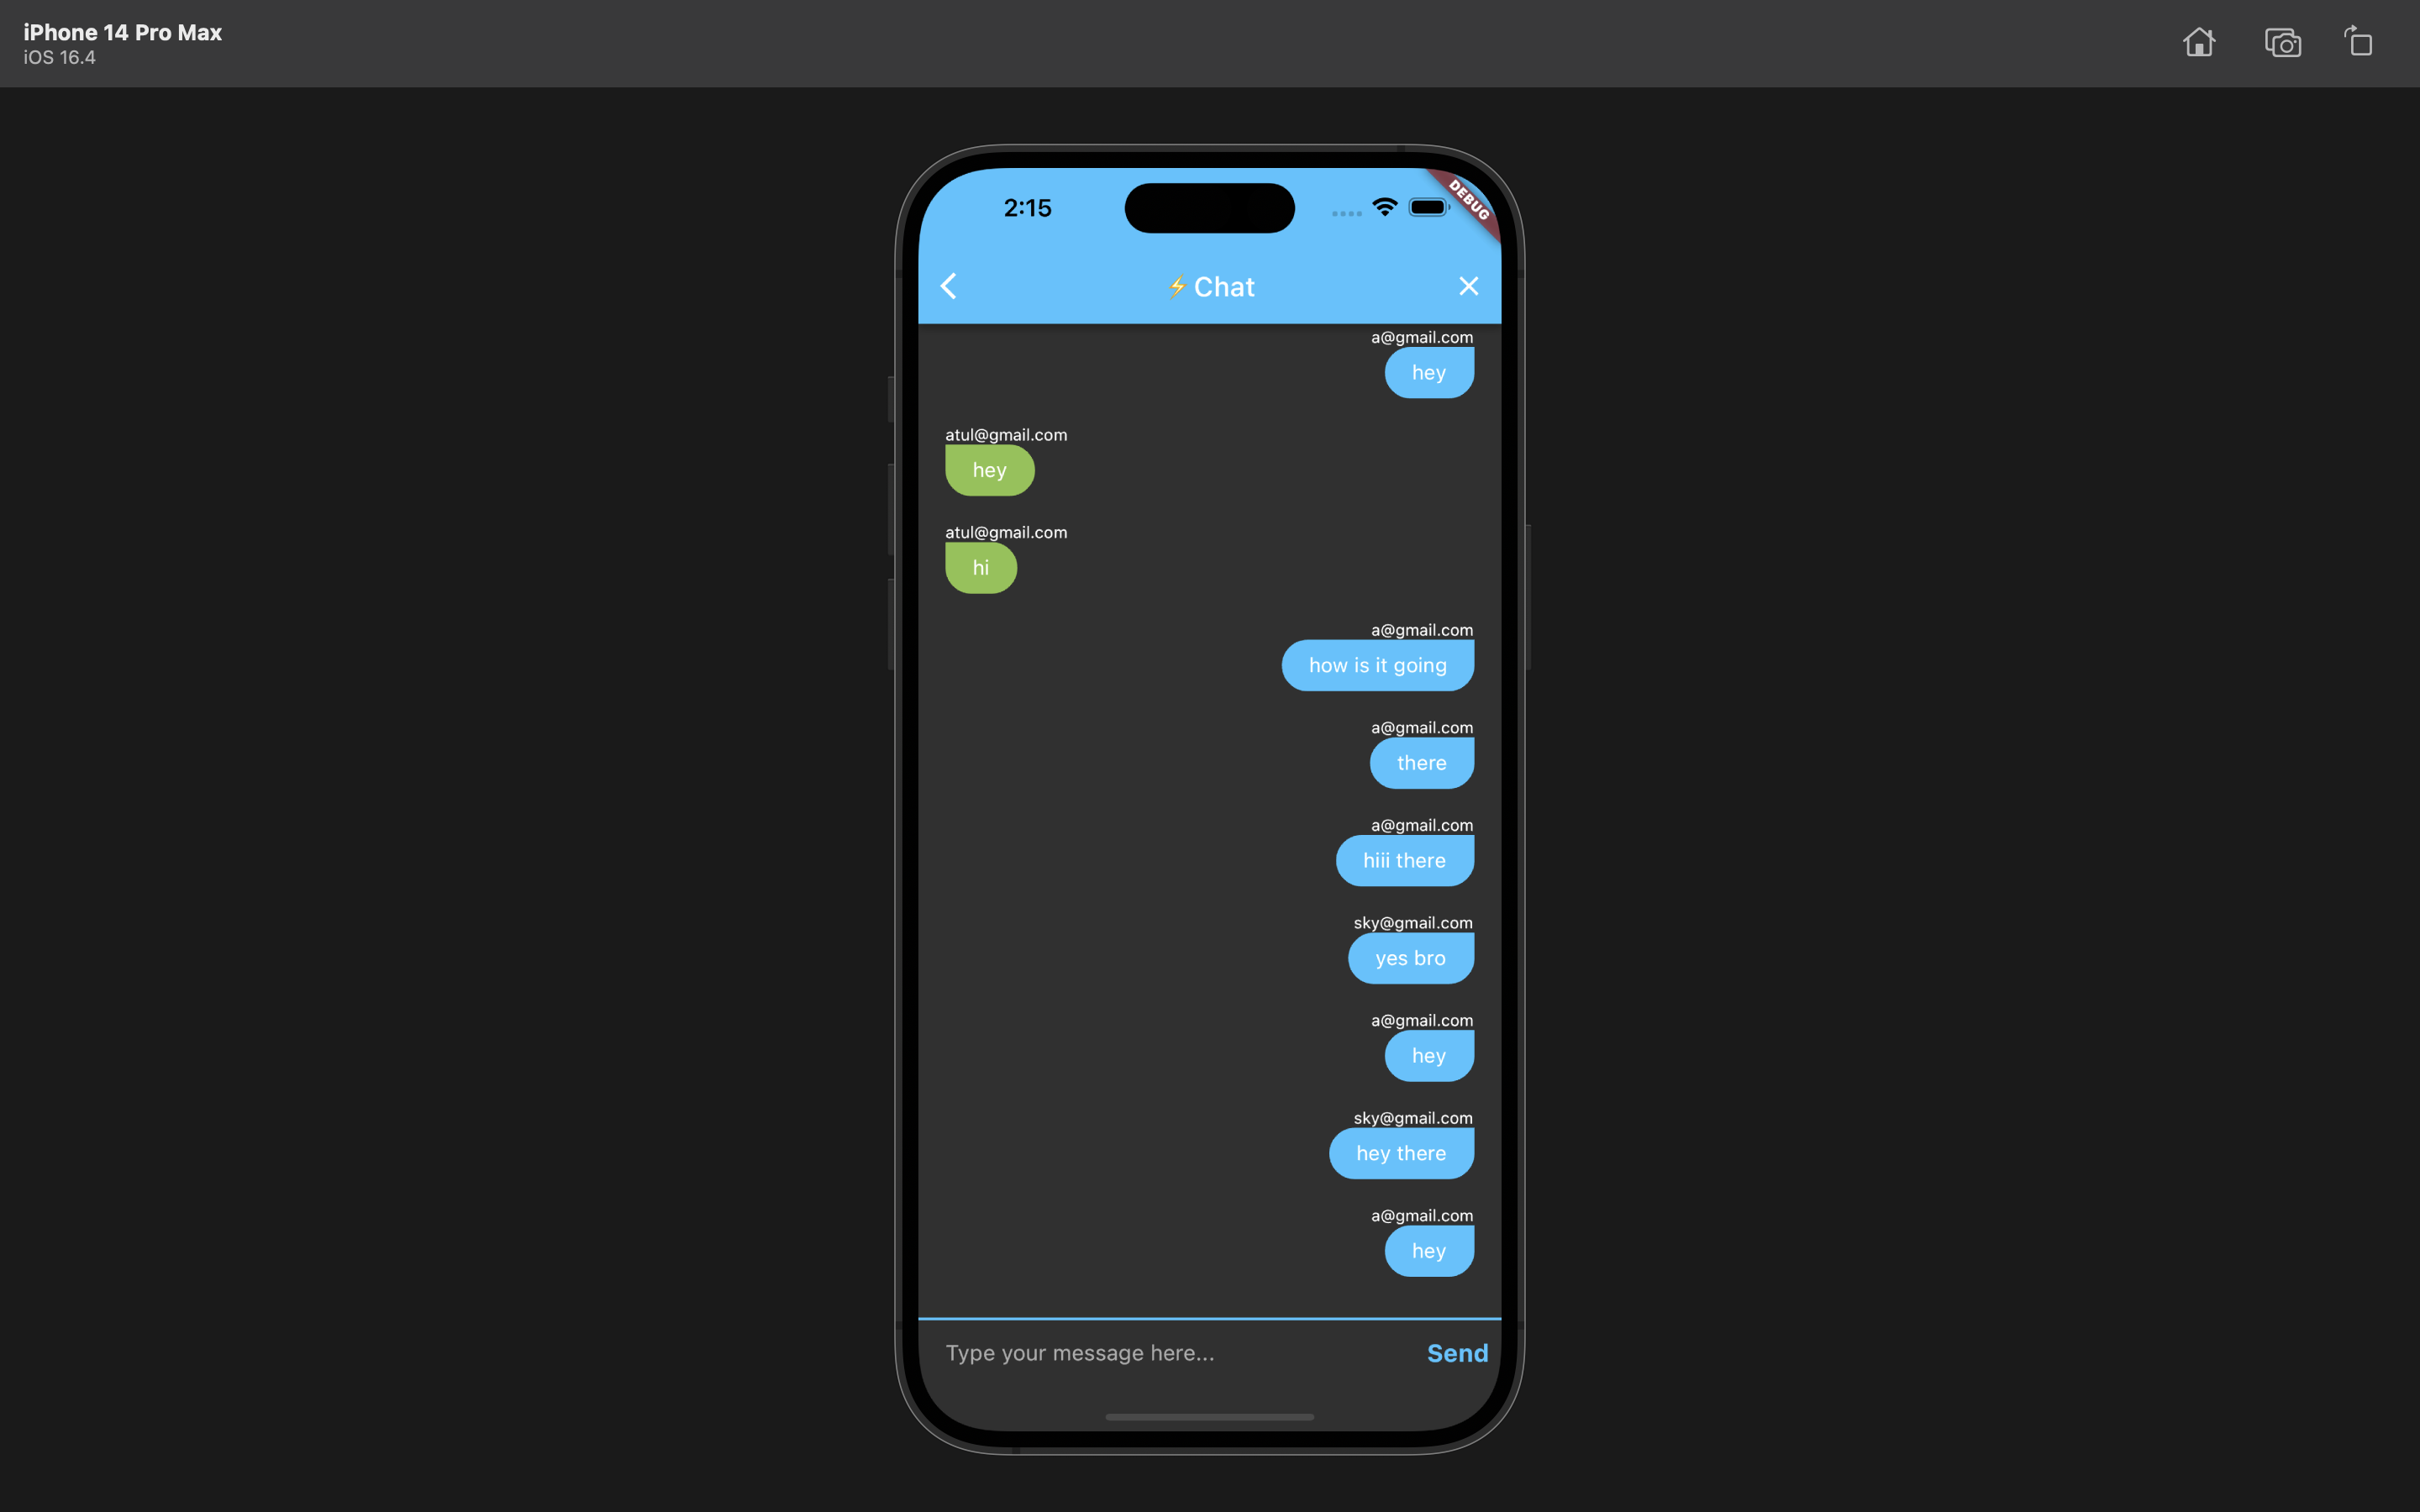 iPhone 14 Pro Max
iOS 16.4
2:15
DEBUG
⚡Chat
a@gmail.com
hey
atul@gmail.com
hey
atul@gmail.com
hi
a@gmail.com
how is it going
a@gmail.com
there
a@gmail.com
hiii there
sky@gmail.com
yes bro
a@gmail.com
hey
sky@gmail.com
hey there
a@gmail.com
hey
Type your message here...
Send